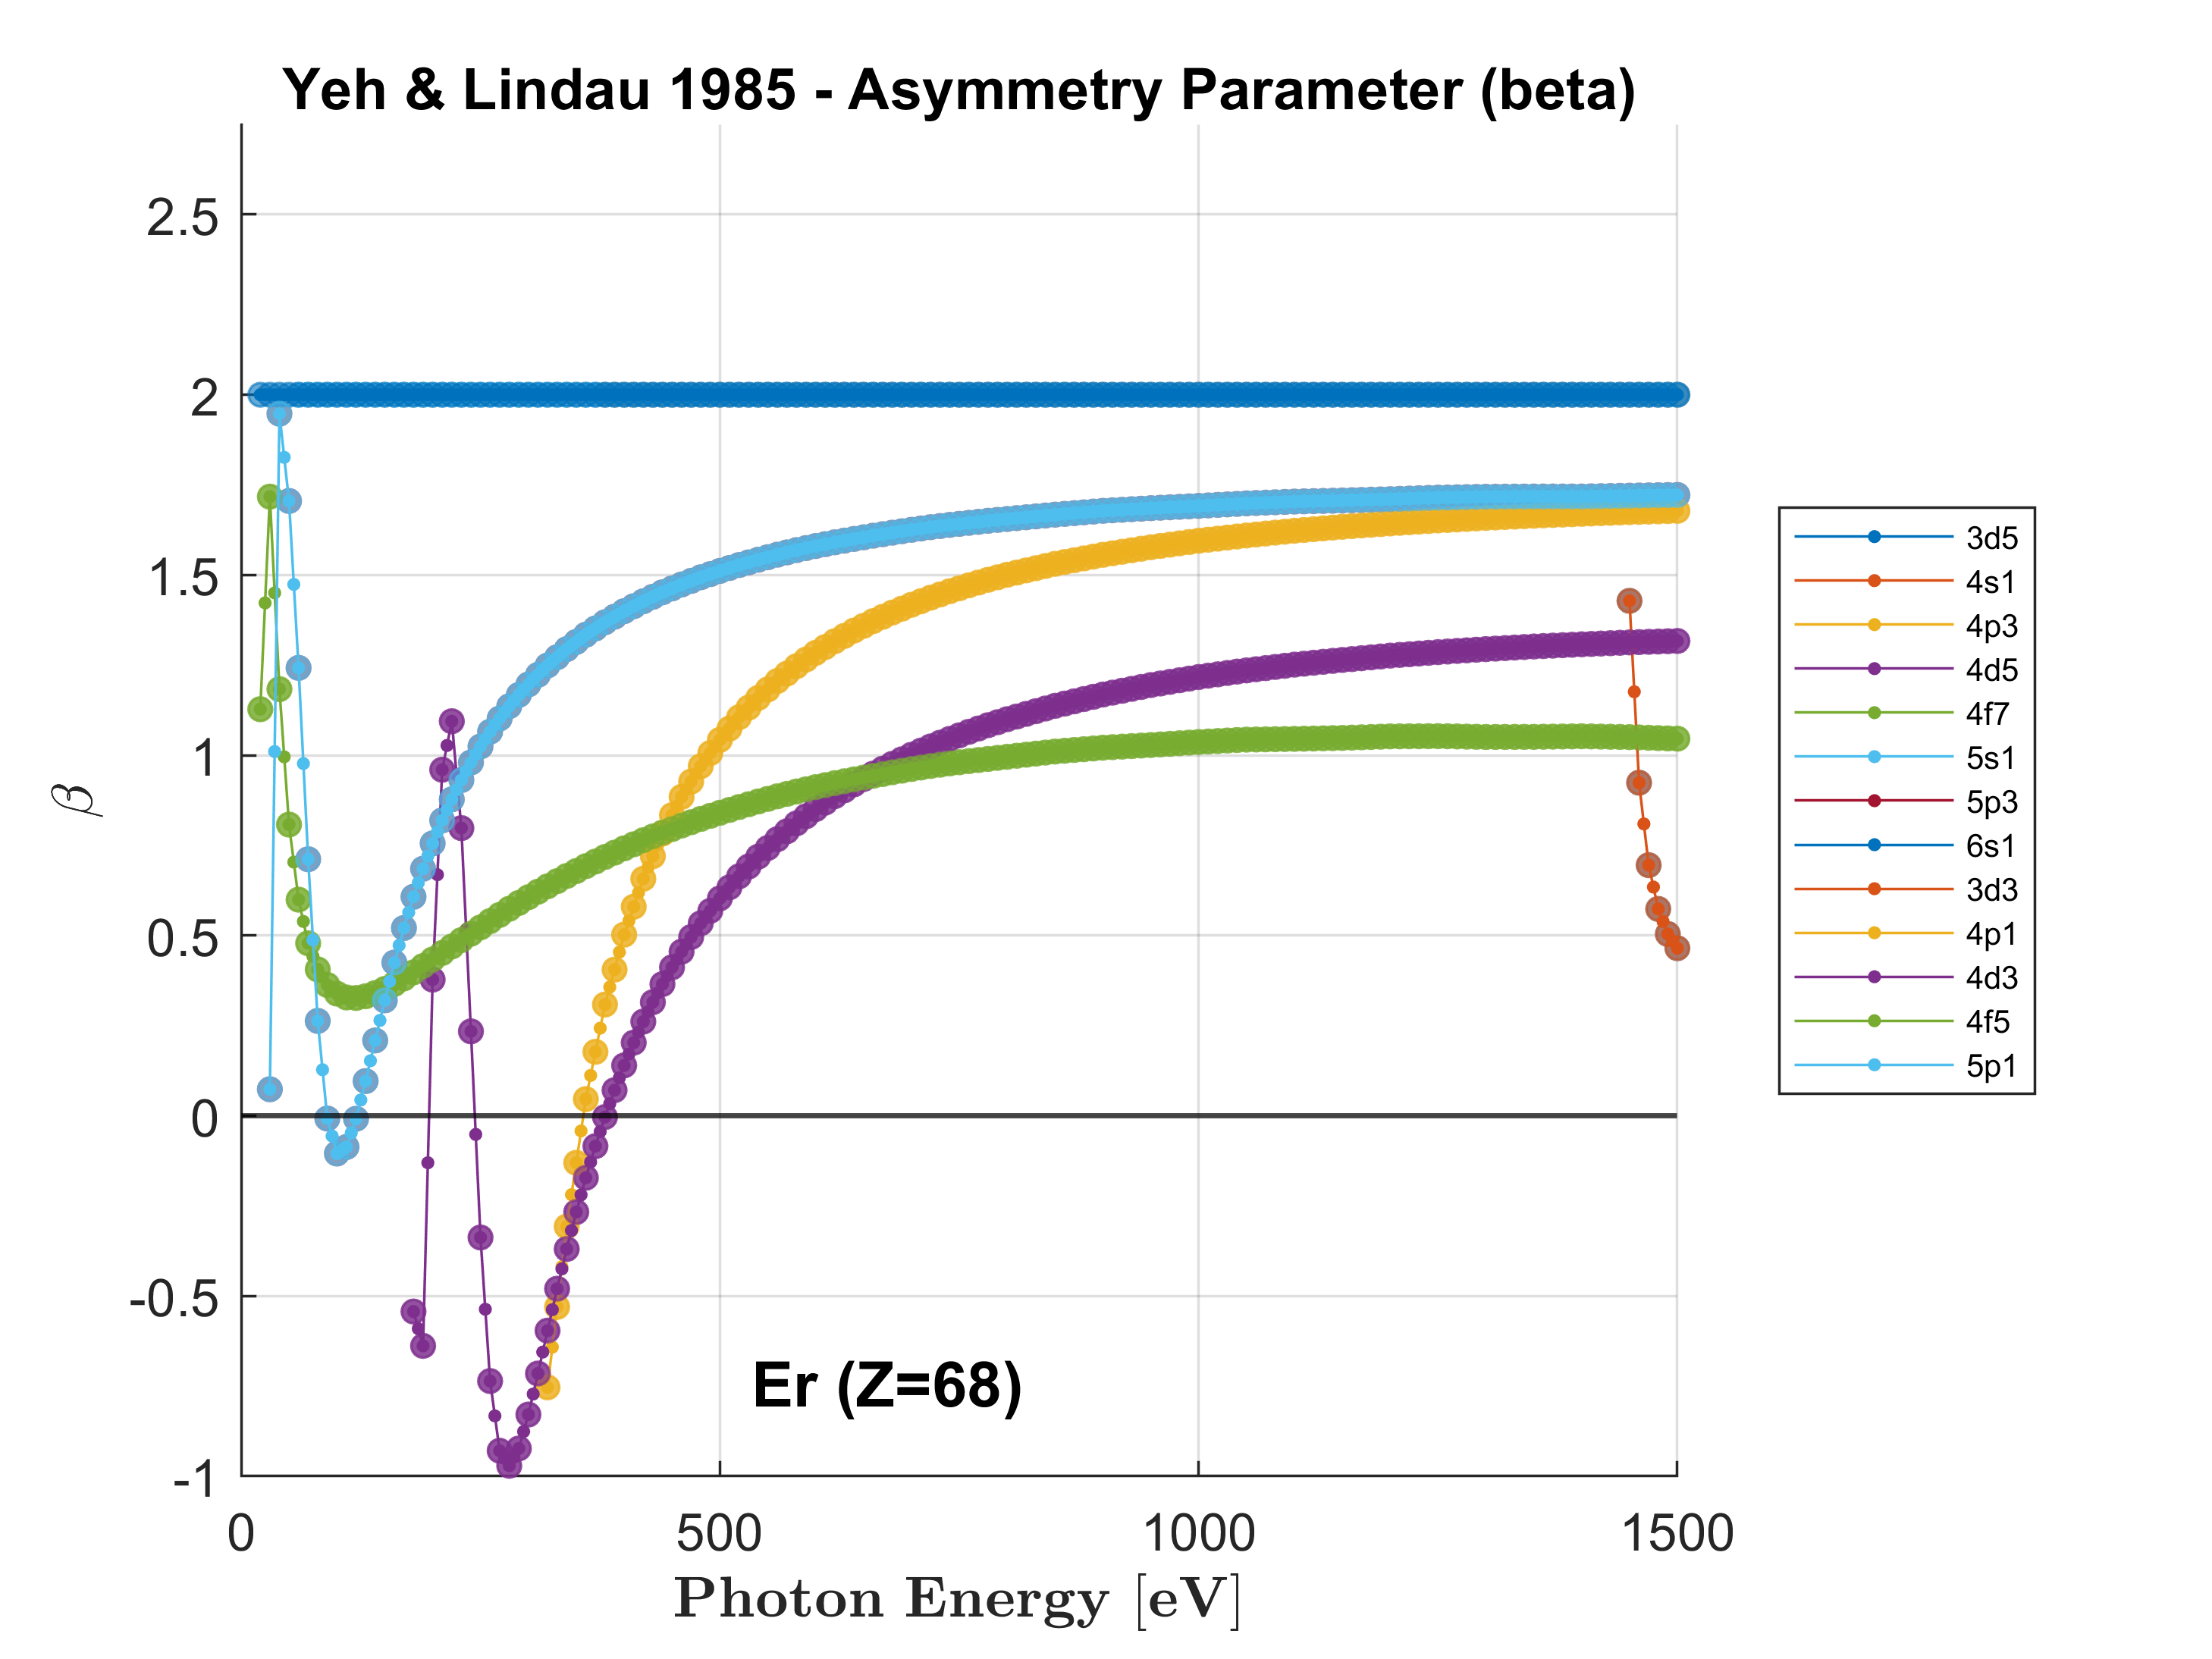 Yeh & Lindau 1985 - Asymmetry Parameter (beta)
2.5
2
1.5
1
0.5
0
-0.5
-1
β
0 500 1000 1500
Photon Energy [eV]
Er (Z=68)
3d5
4s1
4p3
4d5
4f7
5s1
5p3
6s1
3d3
4p1
4d3
4f5
5p1